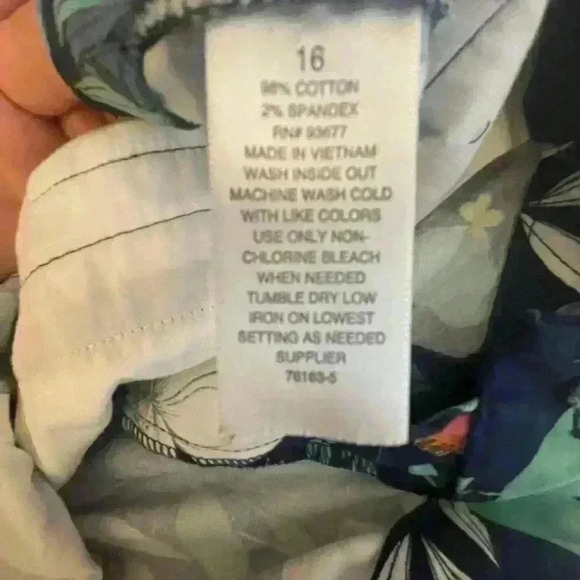 16
98% COTTON
2% SPANDEX
RN# 93677
MADE IN VIETNAM
WASH INSIDE OUT
MACHINE WASH COLD
WITH LIKE COLORS
USE ONLY NON-
CHLORINE BLEACH
WHEN NEEDED
TUMBLE DRY LOW
IRON ON LOWEST
SETTING AS NEEDED
SUPPLIER
76163-5